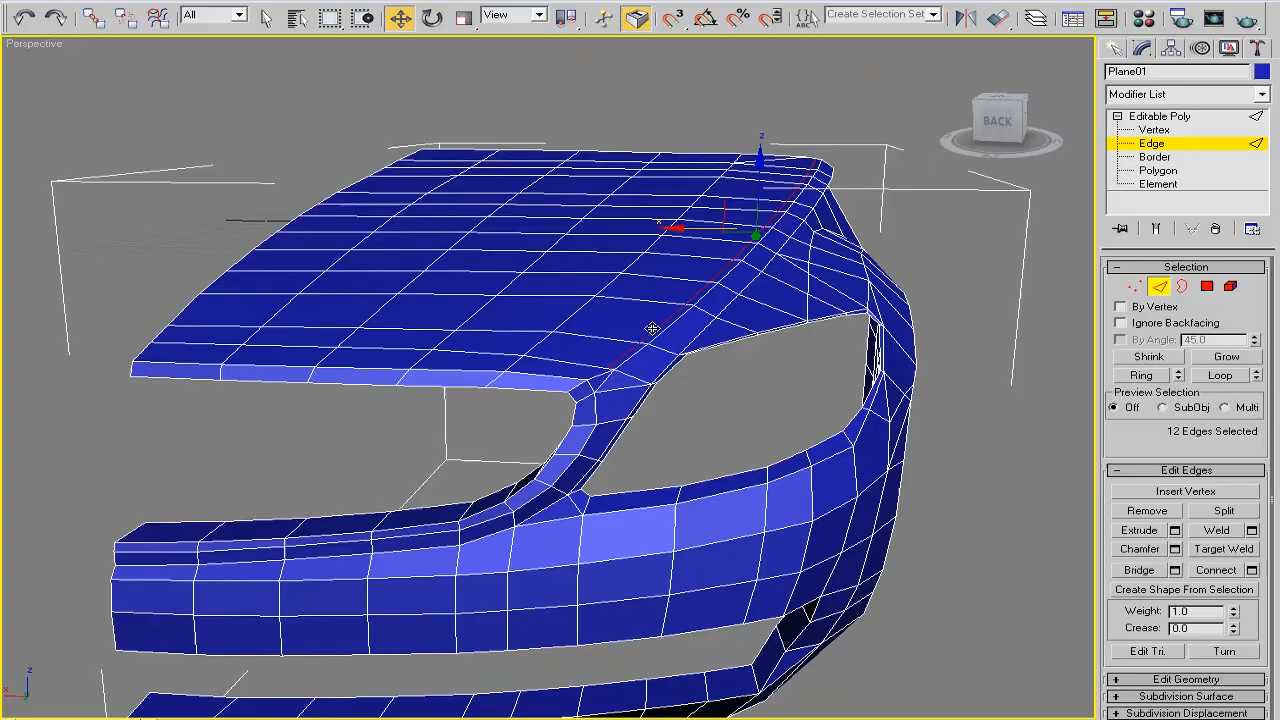 All
View
3
ABC
Create Selection Set
Perspective
BACK
z
x
z
x
Plane01
Modifier List
Editable Poly
Vertex
Edge
Border
Polygon
Element
Selection
By Vertex
Ignore Backfacing
By Angle: 45.0
Shrink Grow
Ring Loop
Preview Selection
Off SubObj Multi
12 Edges Selected
Edit Edges
Insert Vertex
Remove Split
Extrude Weld
Chamfer Target Weld
Bridge Connect
Create Shape From Selection
Weight: 1.0
Crease: 0.0
Edit Tri. Turn
Edit Geometry
Subdivision Surface
Subdivision Displacement